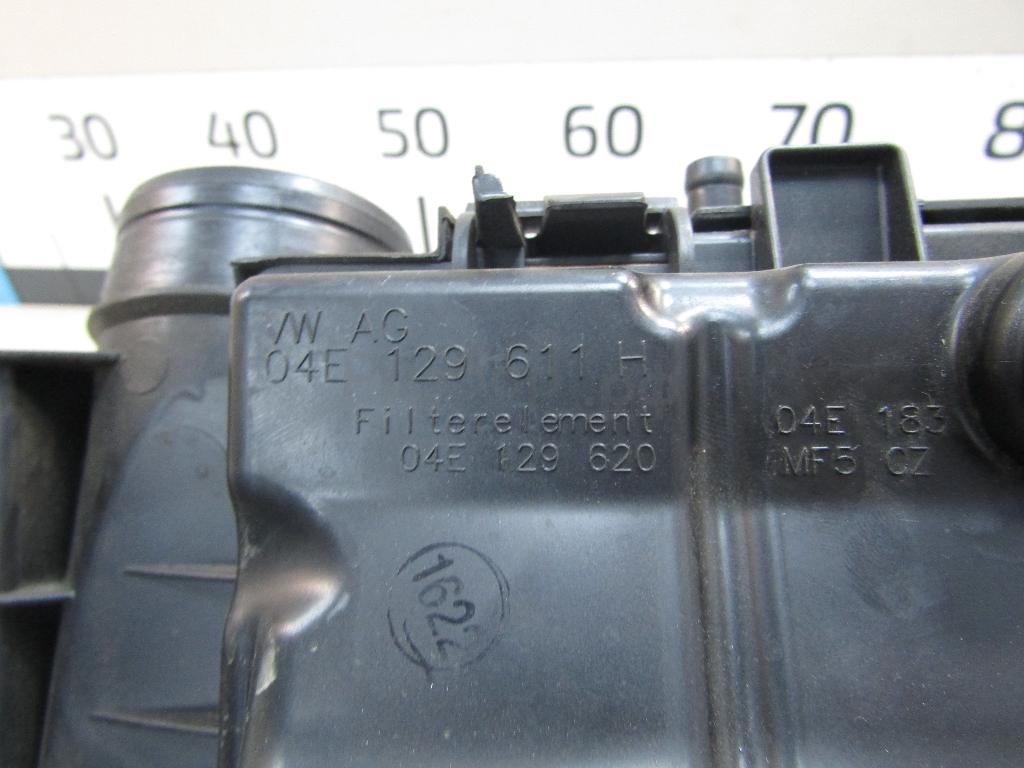 30 40 50 60 70 8
VW AG
04E 129 611 H
Filterelement
04E 129 620
04E 183
MF5 CZ
1622